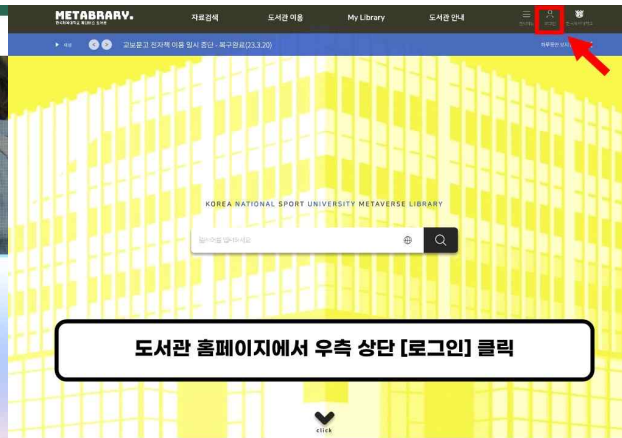 METABRARY.
자료검색 도서관 이용 My Library 도서관 안내
교보문고 전자책 이용 일시 중단 - 복구완료(23.3.20)
KOREA NATIONAL SPORT UNIVERSITY METAVERSE LIBRARY
도서관 홈페이지에서 우측 상단 [로그인] 클릭
click